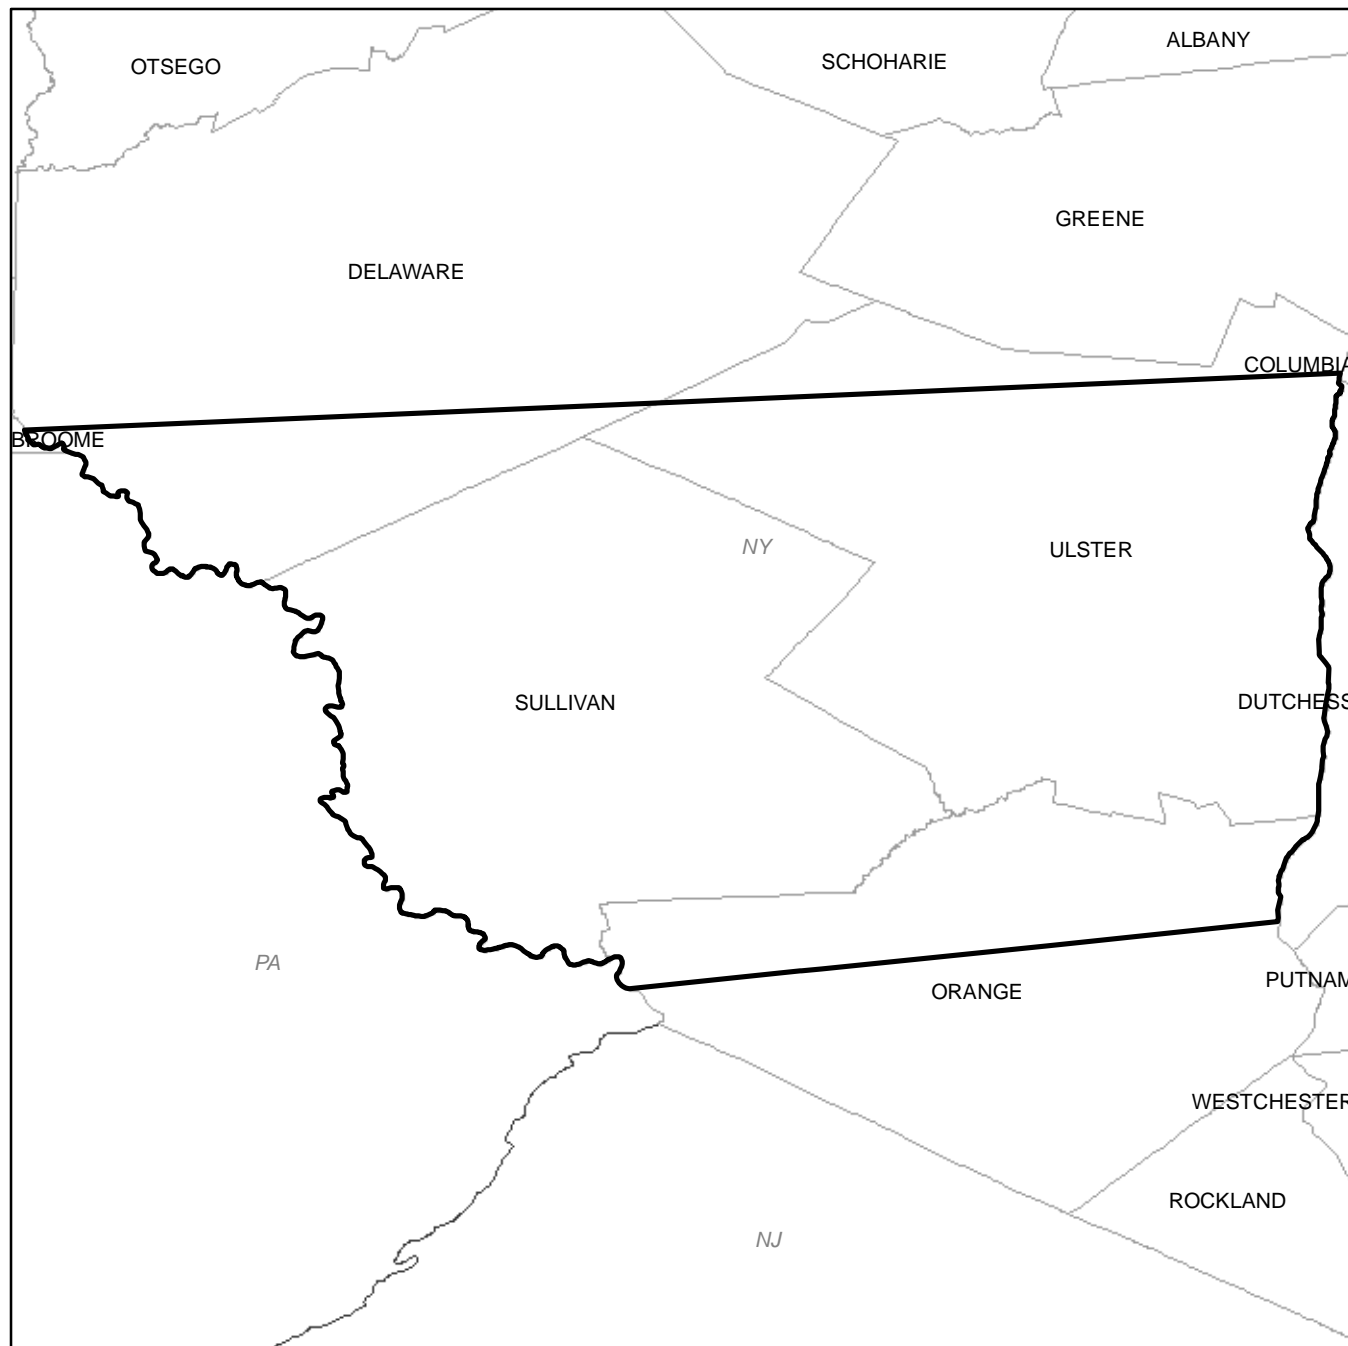 ALBANY
SCHOHARIE
OTSEGO
GREENE
DELAWARE
COLUMBIA
BROOME
NY
ULSTER
SULLIVAN
DUTCHESS
PA
PUTNAM
ORANGE
WESTCHESTER
ROCKLAND
NJ